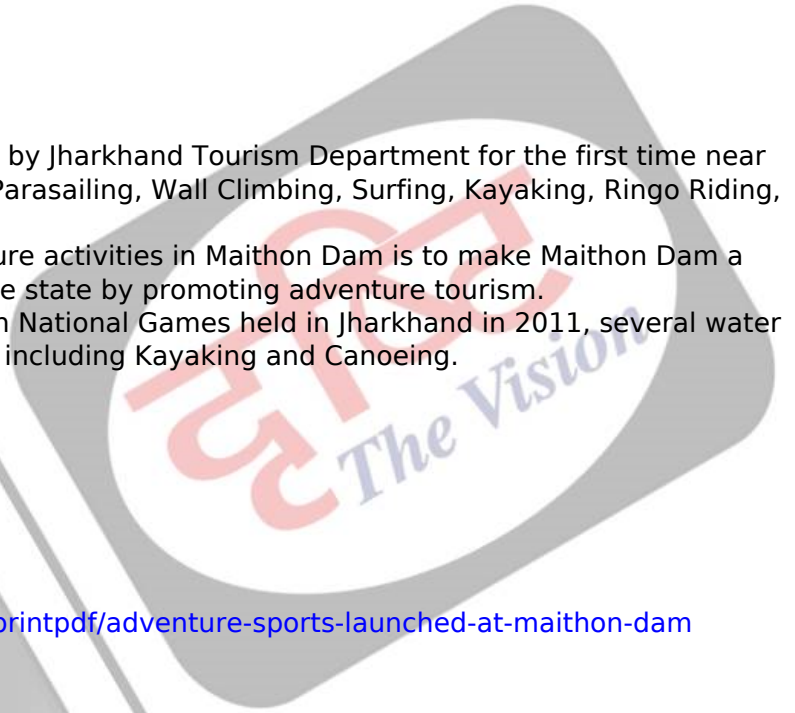 by Jharkhand Tourism Department for the first time near
Parasailing, Wall Climbing, Surfing, Kayaking, Ringo Riding,
ure activities in Maithon Dam is to make Maithon Dam a
e state by promoting adventure tourism.
n National Games held in Jharkhand in 2011, several water
including Kayaking and Canoeing.
दृष्टि
The Vision
printpdf/adventure-sports-launched-at-maithon-dam